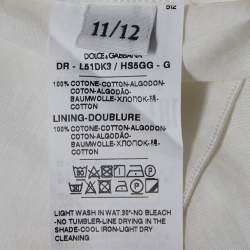 11/12
DOLCE & GABBANA
DR - L51DK3 / HS5GG - G
100% COTONE-COTTON-ALGODON-
COTON-ALGODÃO-
BAUMWOLLE-ХЛОПОК-棉-
COTTON
LINING-DOUBLURE
100% COTONE-COTTON-ALGODON-
COTON-ALGODÃO-
BAUMWOLLE-ХЛОПОК-棉-
COTTON
LIGHT WASH IN WAT.30°-NO BLEACH
-NO TUMBLER-LINE DRYING IN THE
SHADE-COOL IRON-LIGHT DRY
CLEANING